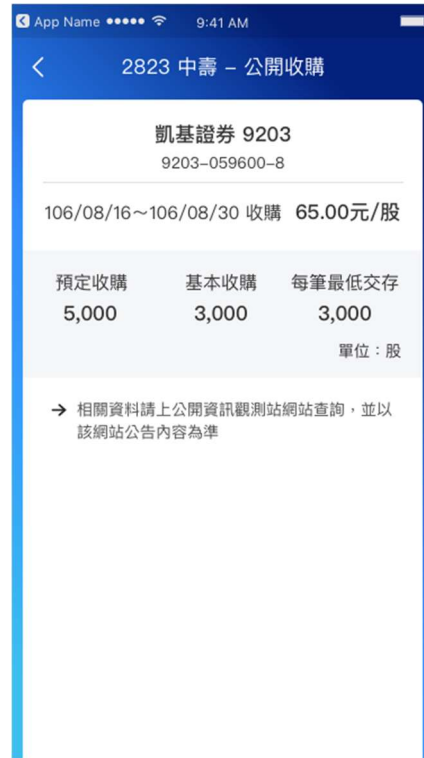 App Name 9:41 AM
2823 中壽 – 公開收購
凱基證券 9203
9203–059600–8
106/08/16～106/08/30 收購 65.00元/股
預定收購 基本收購 每筆最低交存
5,000 3,000 3,000
單位：股
→ 相關資料請上公開資訊觀測站網站查詢，並以
該網站公告內容為準